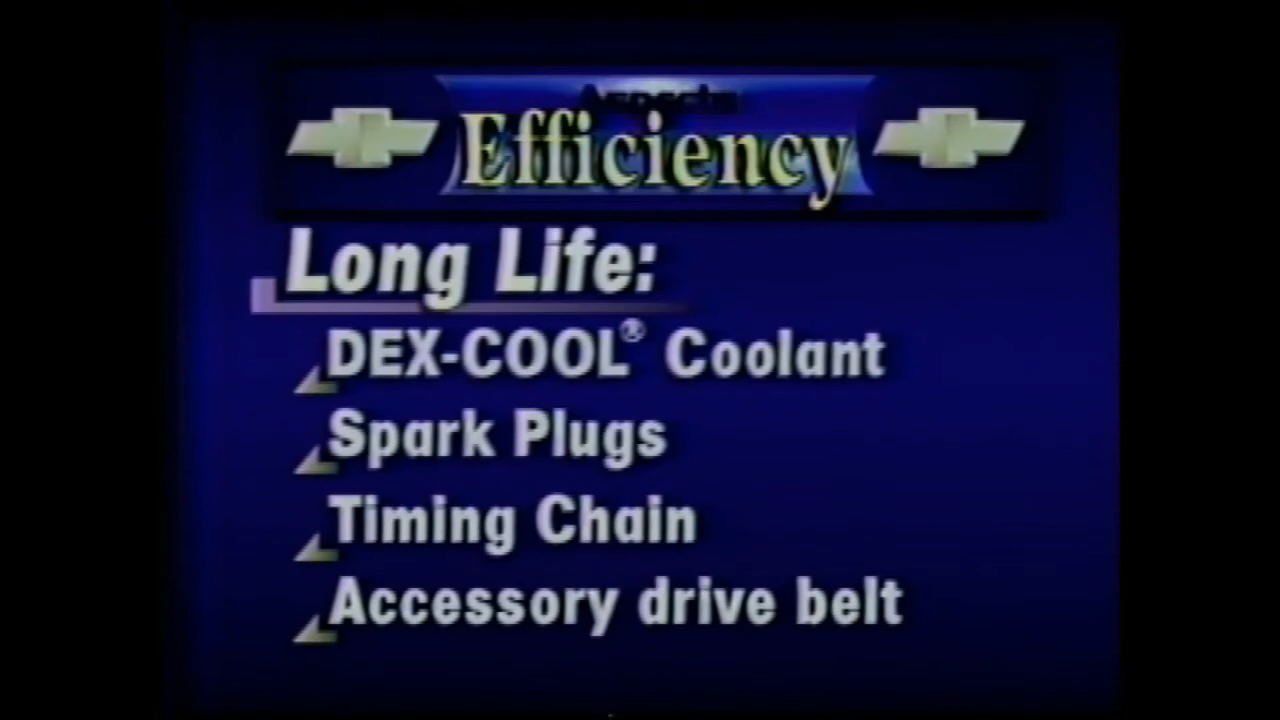 Efficiency
Long Life:
DEX-COOL® Coolant
Spark Plugs
Timing Chain
Accessory drive belt